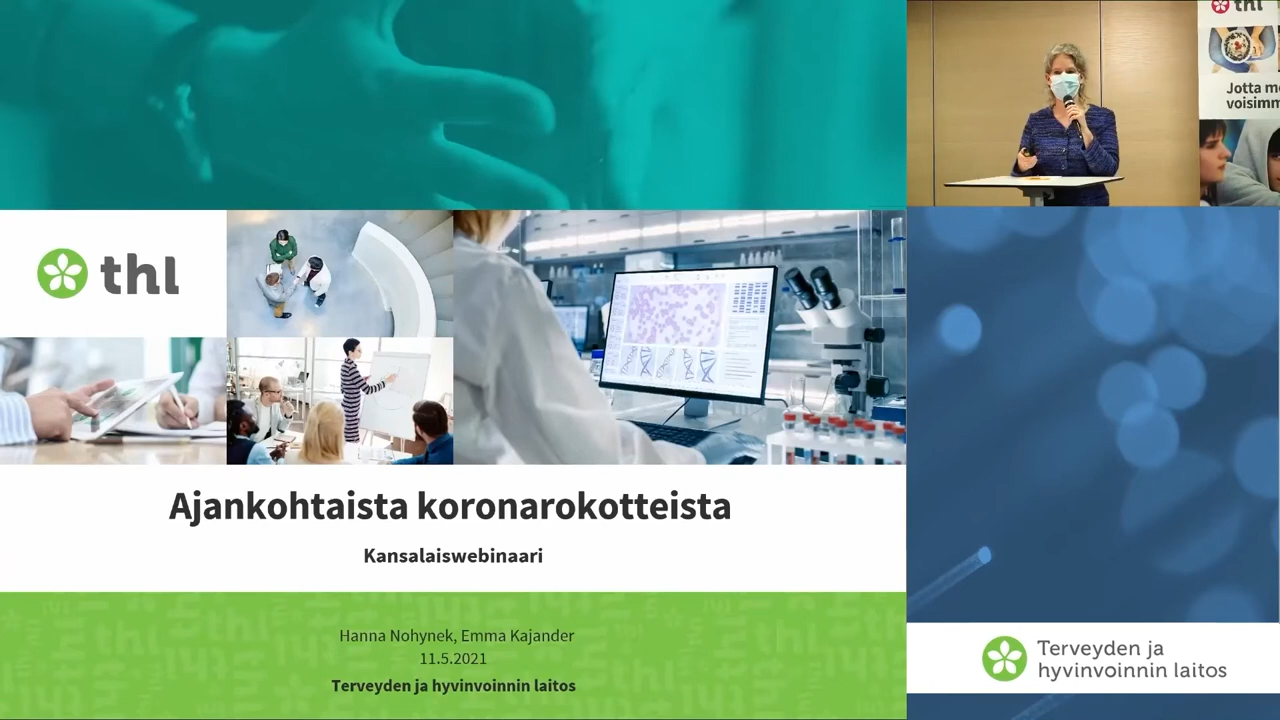 thl
Ajankohtaista koronarokotteista
Kansalaiswebinaari
Hanna Nohynek, Emma Kajander
11.5.2021
Terveyden ja hyvinvoinnin laitos
thl
Jotta
voisimm
Terveyden ja
hyvinvoinnin laitos